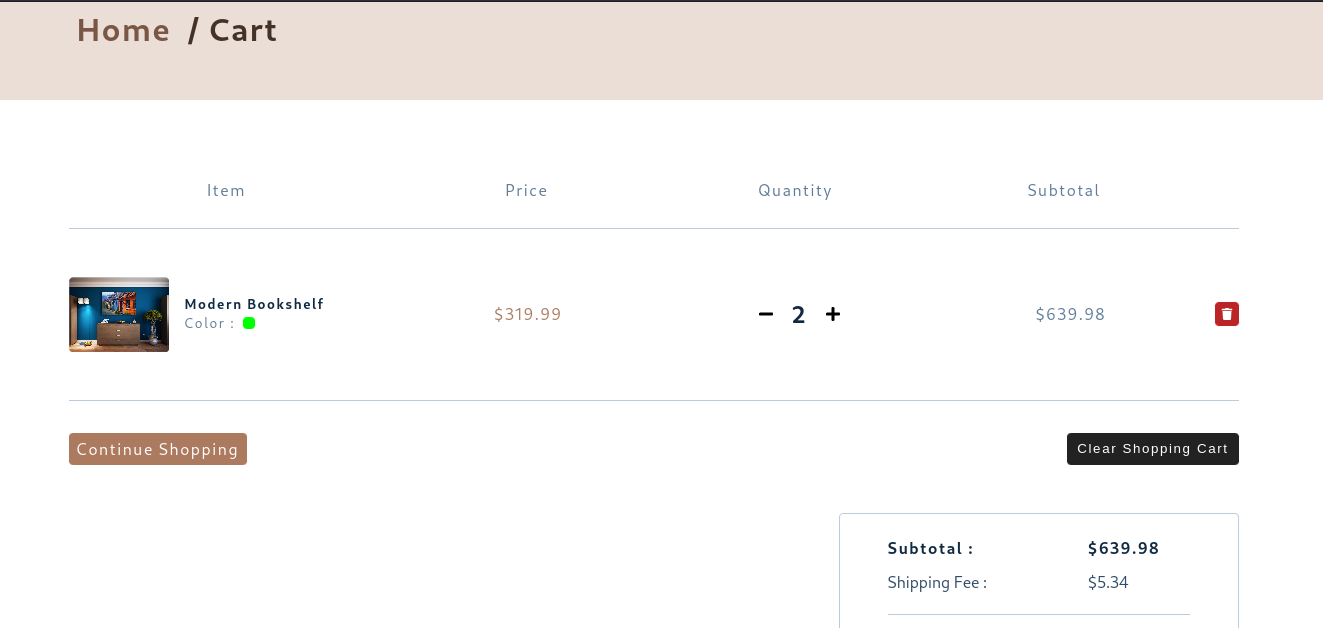 Home / Cart
Item Price Quantity Subtotal
Modern Bookshelf
Color :
$319.99
2
$639.98
Continue Shopping
Clear Shopping Cart
Subtotal : $639.98
Shipping Fee : $5.34